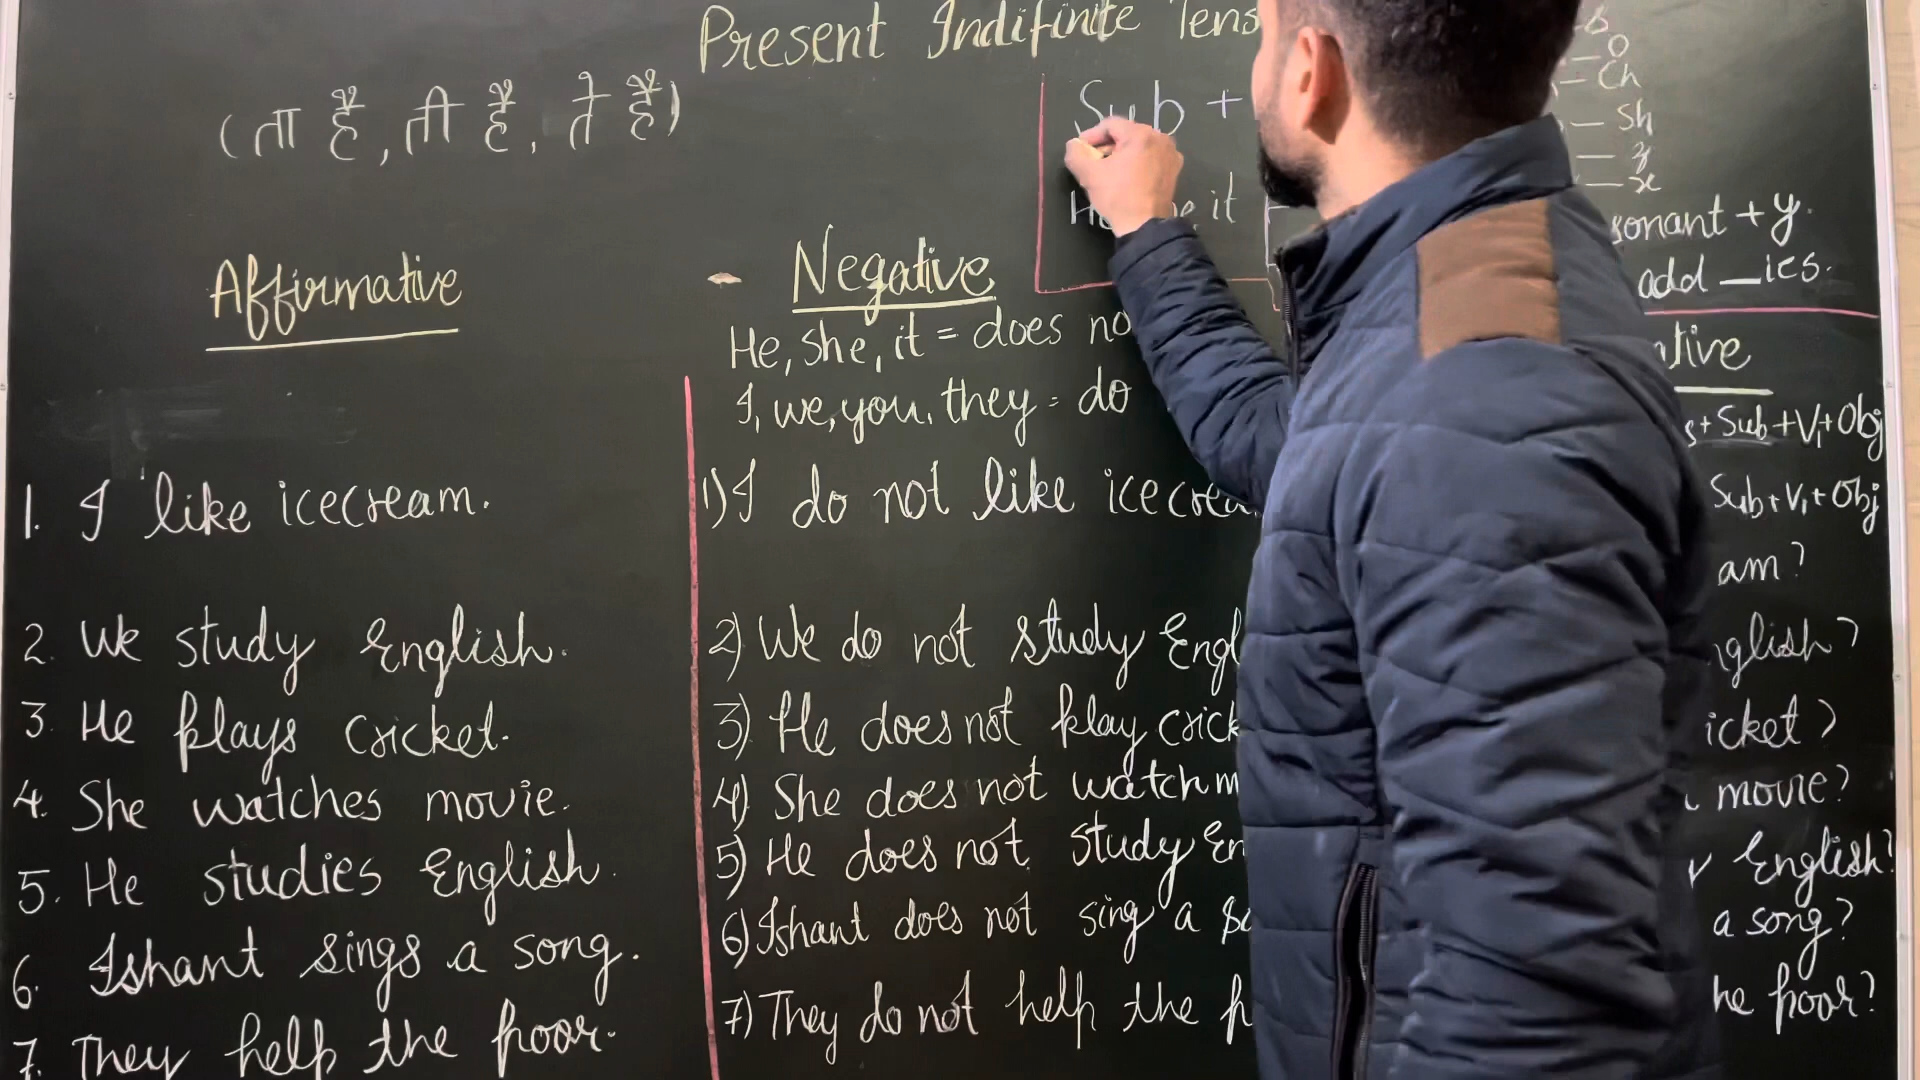 Present Indifinite Tens
(ता है, ती है, ते हैं)
Sub +
it
s
o
ch
sh
z
x
sonant + y.
add _ies.
Affirmative
1. I like icecream.
2. We study English.
3. He plays cricket.
4. She watches movie.
5. He studies English.
6. Ishant sings a song.
7. They help the poor.
- Negative
He, She, it = does no
I, we, you, they = do
1) I do not like icecrea
2) We do not study Engl
3) He does not play crick
4) She does not watch m
5) He does not study En
6) Ishant does not sing a so
7) They do not help the p
tive
s + Sub + V1 + Obj
Sub + V1 + Obj
am?
nglish?
icket?
movie?
y English?
a song?
he poor?